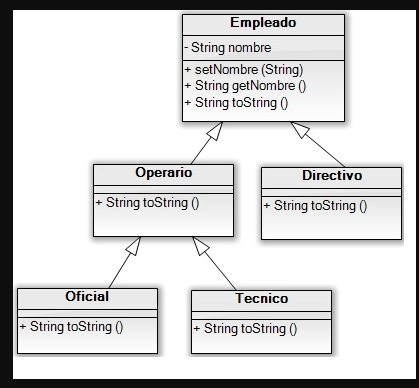 Empleado
- String nombre
+ setNombre (String)
+ String getNombre ()
+ String toString ()
Operario
+ String toString ()
Directivo
+ String toString ()
Oficial
+ String toString ()
Tecnico
+ String toString ()